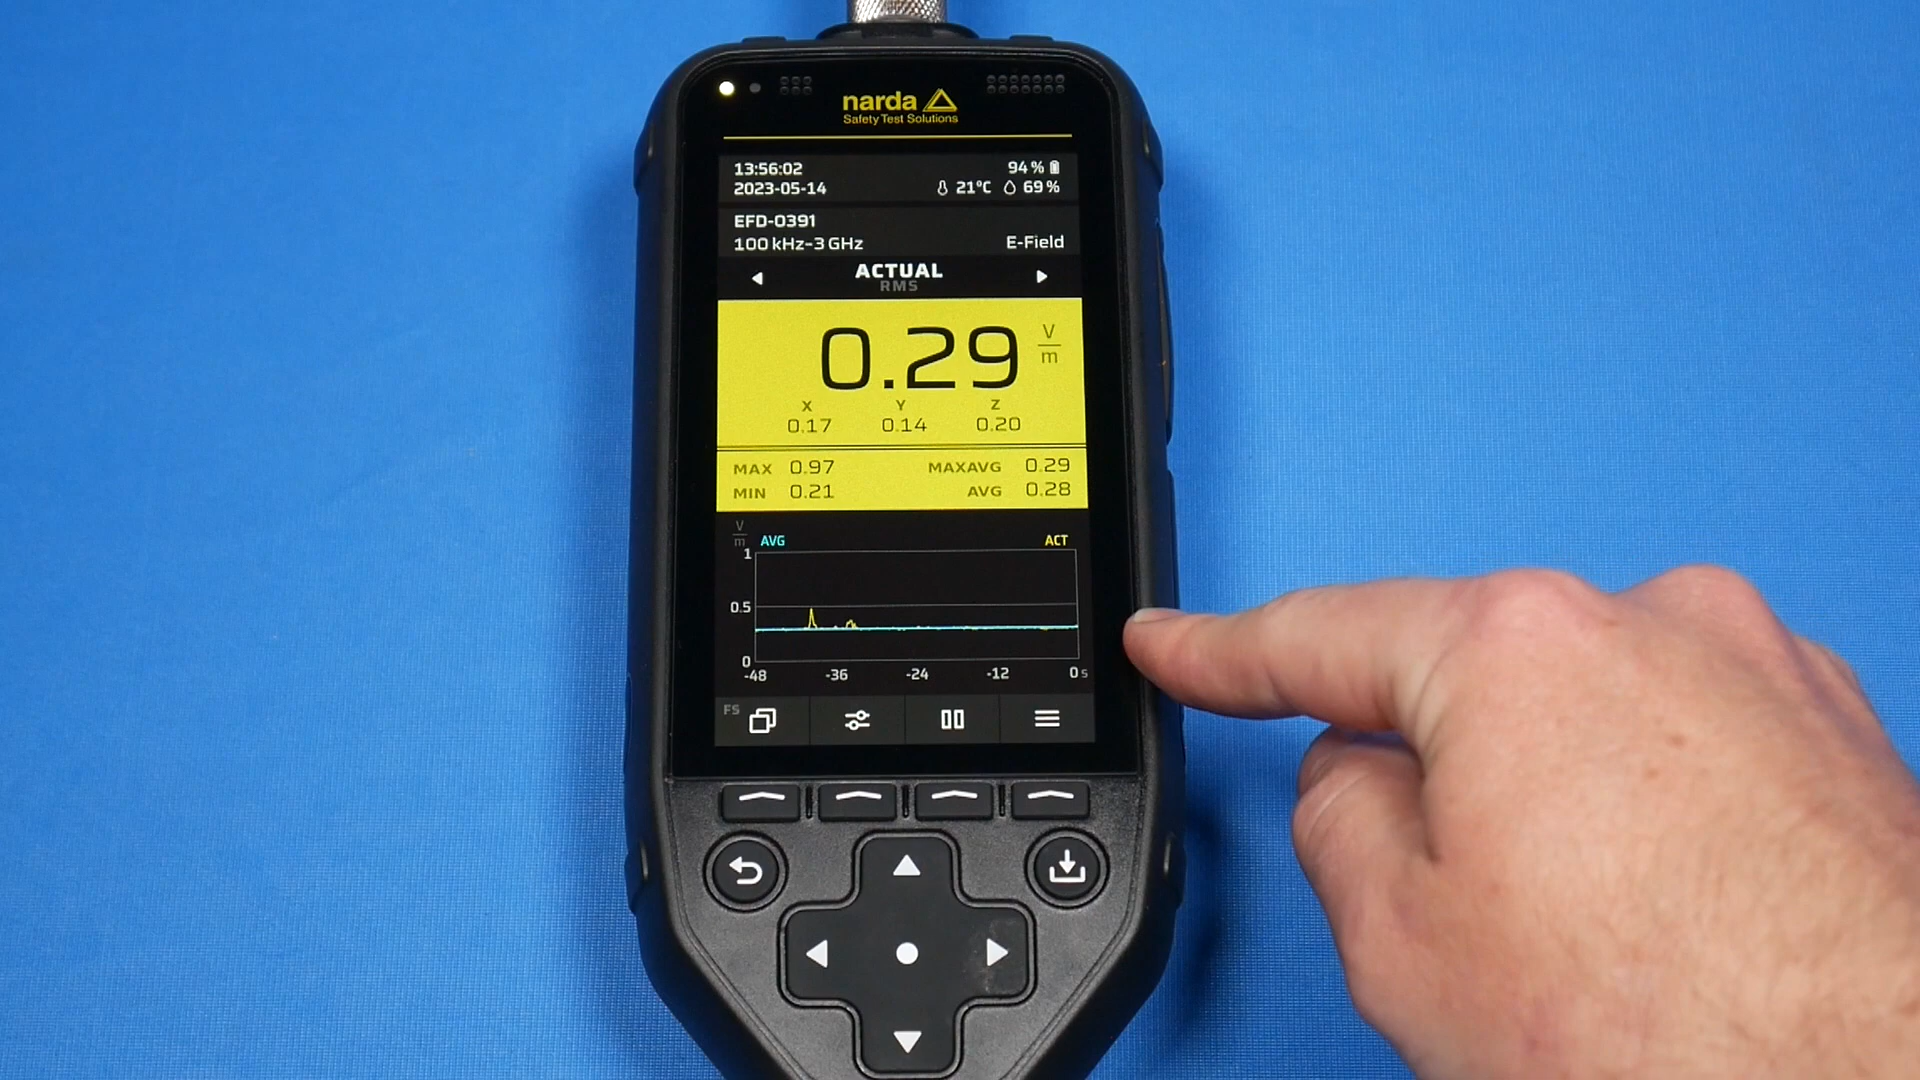 narda
Safety Test Solutions
13:56:02 94%
2023-05-14 21°C 69%
EFD-0391
100 kHz-3 GHz E-Field
ACTUAL
RMS
0.29 V/m
X Y Z
0.17 0.14 0.20
MAX 0.97 MAXAVG 0.29
MIN 0.21 AVG 0.28
V/m AVG ACT
1
0.5
0
-48 -36 -24 -12 0 s
FS